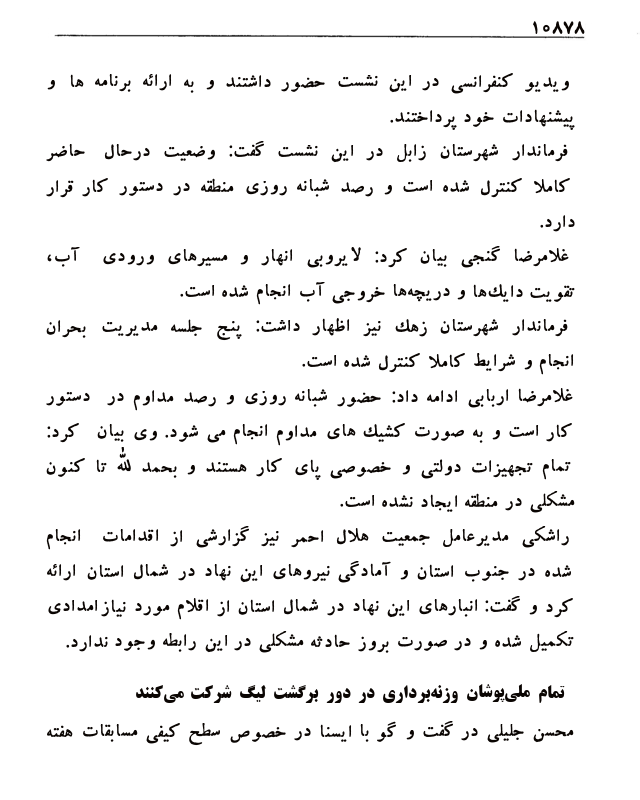 ۱۰۸۷۸
ویدیو کنفرانسی در این نشست حضور داشتند و به ارائه برنامه ها و
پیشنهادات خود پرداختند.
فرماندار شهرستان زابل در این نشست گفت: وضعیت درحال حاضر
کاملا کنترل شده است و رصد شبانه روزی منطقه در دستور کار قرار
دارد.
غلامرضا گنجی بیان کرد: لایروبی انهار و مسیرهای ورودی آب،
تقویت دایك‌ها و دریچه‌ها خروجی آب انجام شده است.
فرماندار شهرستان زهك نیز اظهار داشت: پنج جلسه مدیریت بحران
انجام و شرایط کاملا کنترل شده است.
غلامرضا اربابی ادامه داد: حضور شبانه روزی و رصد مداوم در دستور
کار است و به صورت کشیك های مداوم انجام می شود. وی بیان کرد:
تمام تجهیزات دولتی و خصوصی پای کار هستند و بحمد لله تا کنون
مشکلی در منطقه ایجاد نشده است.
راشکی مدیرعامل جمعیت هلال احمر نیز گزارشی از اقدامات انجام
شده در جنوب استان و آمادگی نیروهای این نهاد در شمال استان ارائه
کرد و گفت: انبارهای این نهاد در شمال استان از اقلام مورد نیازامدادی
تکمیل شده و در صورت بروز حادثه مشکلی در این رابطه وجود ندارد.
تمام ملی‌پوشان وزنه‌برداری در دور برگشت لیگ شرکت می‌کنند
محسن جلیلی در گفت و گو با ایسنا در خصوص سطح کیفی مسابقات هفته